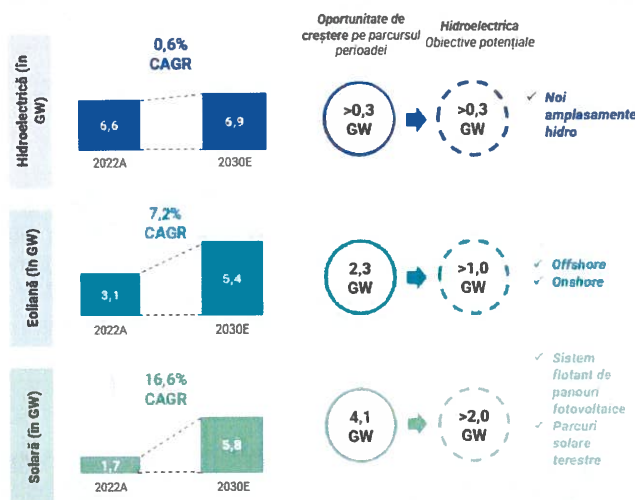 Oportunitate de
creștere pe parcursul
perioadei
Hidroelectrica
Obiective potențiale
Hidroelectrică (în
GW)
0,6%
CAGR
6,6
6,9
2022A
2030E
>0,3
GW
>0,3
GW
✓ Noi
amplasamente
hidro
Eoliană (în GW)
7,2%
CAGR
3,1
5,4
2022A
2030E
2,3
GW
>1,0
GW
✓ Offshore
✓ Onshore
Solară (în GW)
16,6%
CAGR
1,7
5,8
2022A
2030E
4,1
GW
>2,0
GW
✓ Sistem
flotant de
panouri
fotovoltaice
✓ Parcuri
solare
terestre